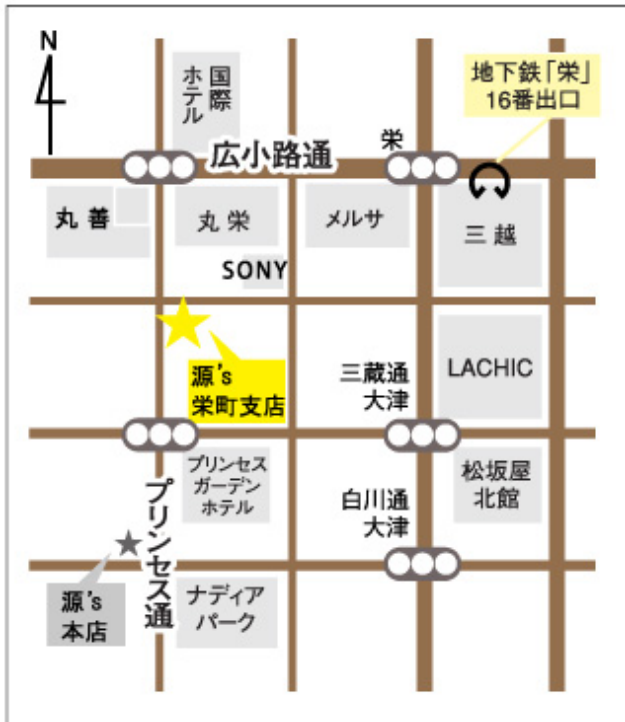 N
国際
ホテル
地下鉄「栄」
16番出口
広小路通
栄
丸善
丸栄
メルサ
三越
SONY
源's
栄町支店
三蔵通
大津
LACHIC
プリンセス
ガーデン
ホテル
白川通
大津
松坂屋
北館
プリンセス通
源's
本店
ナディア
パーク